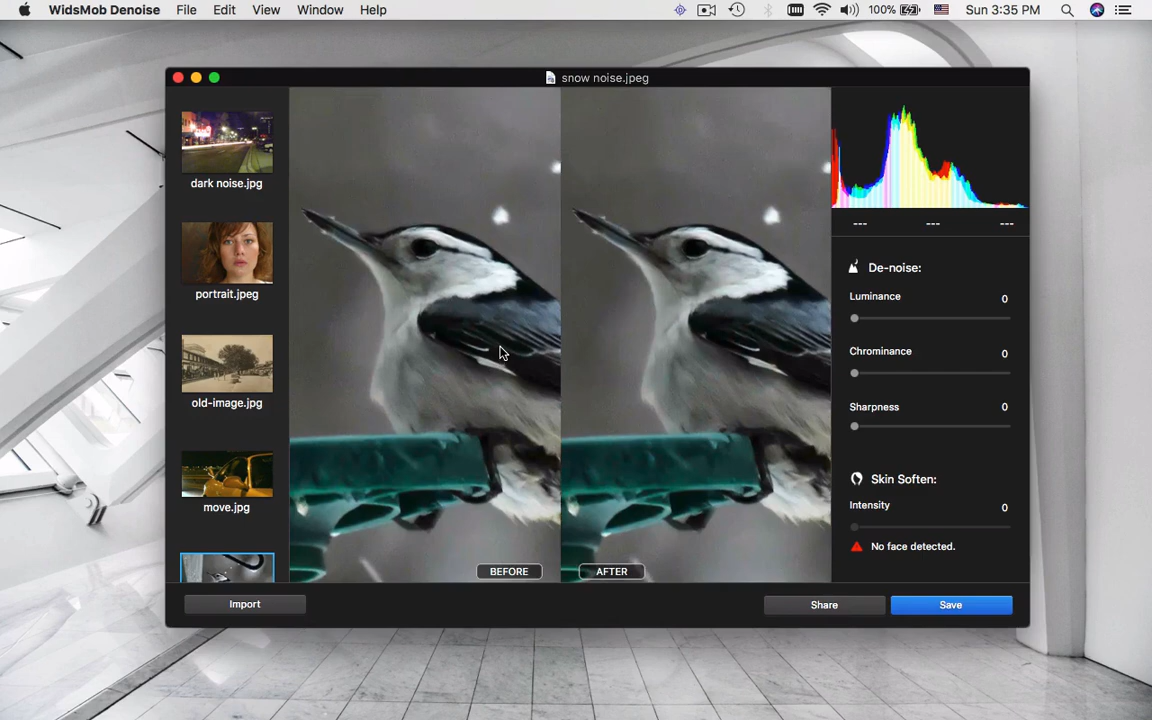 WidsMob Denoise File Edit View Window Help 100% Sun 3:35 PM
snow noise.jpeg
dark noise.jpg
portrait.jpeg
old-image.jpg
move.jpg
BEFORE AFTER
--- --- ---
De-noise:
Luminance 0
Chrominance 0
Sharpness 0
Skin Soften:
Intensity 0
No face detected.
Import Share Save